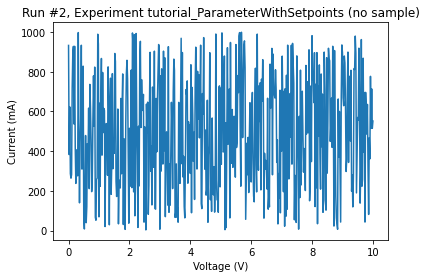 Run #2, Experiment tutorial_ParameterWithSetpoints (no sample)
1000
800
600
400
200
0
Current (mA)
0 2 4 6 8 10
Voltage (V)